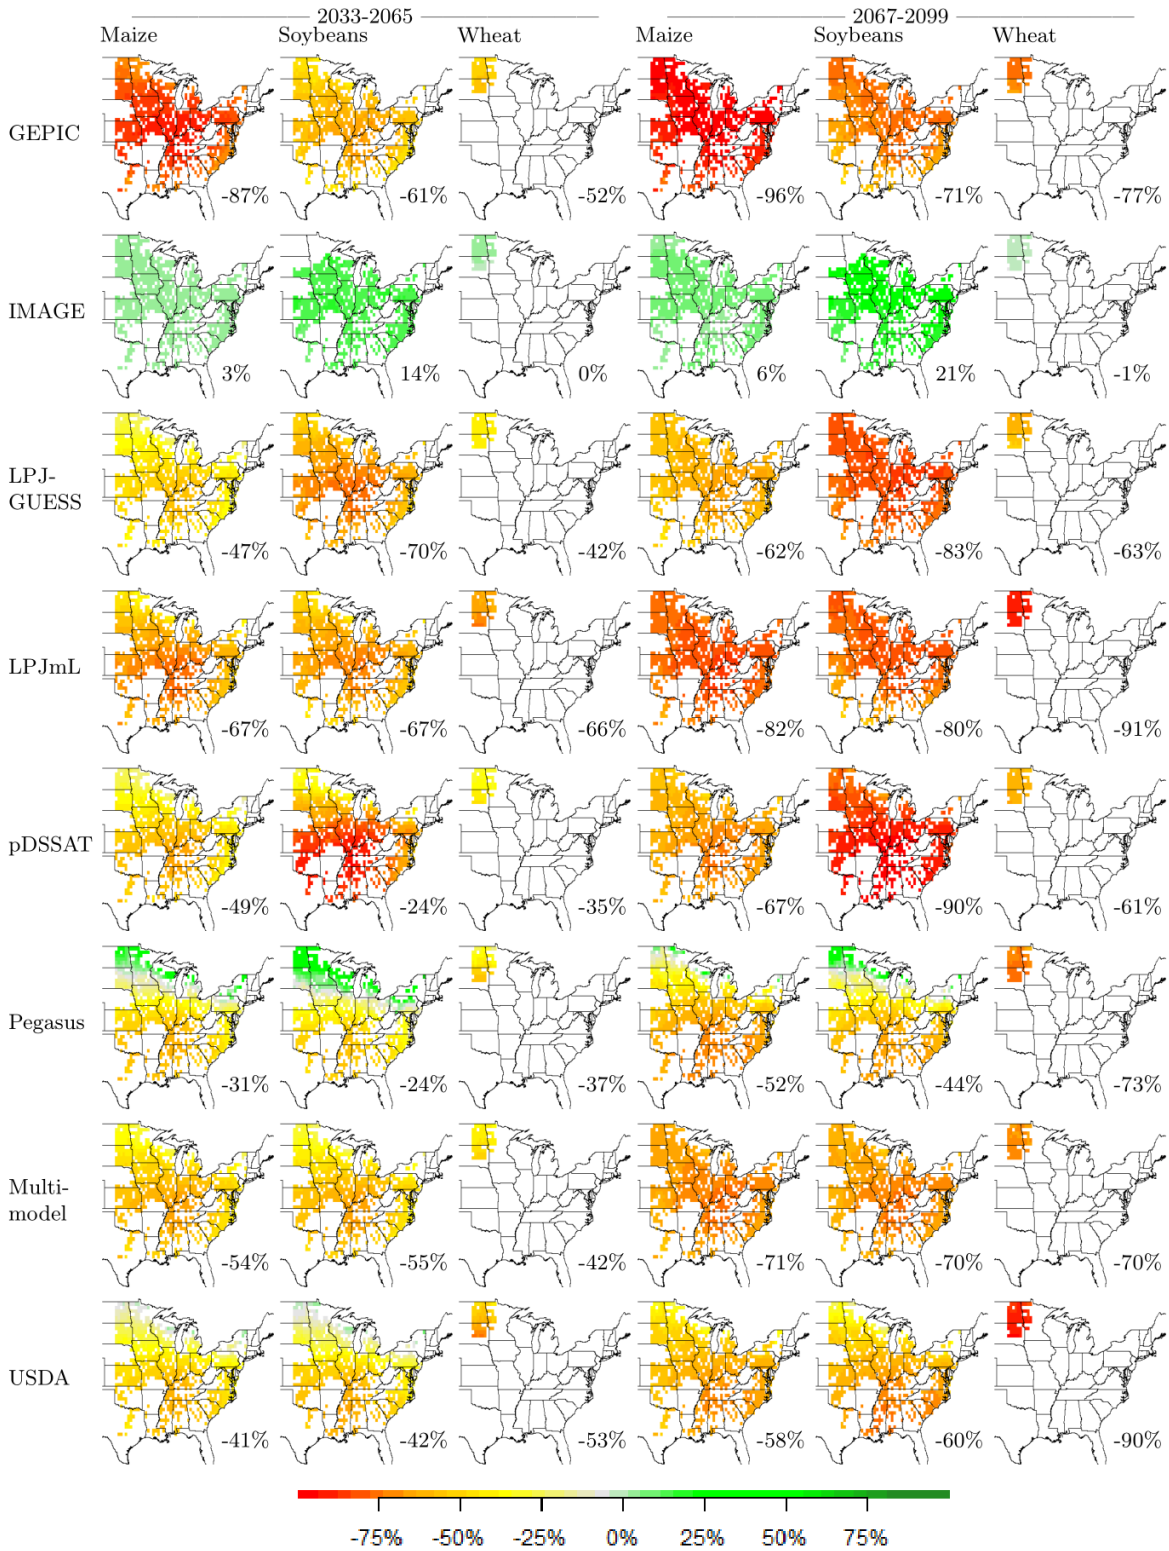 2033-2065 2067-2099
Maize Soybeans Wheat Maize Soybeans Wheat
GEPIC
-87% -61% -52% -96% -71% -77%
IMAGE
3% 14% 0% 6% 21% -1%
LPJ-
GUESS
-47% -70% -42% -62% -83% -63%
LPJmL
-67% -67% -66% -82% -80% -91%
pDSSAT
-49% -24% -35% -67% -90% -61%
Pegasus
-31% -24% -37% -52% -44% -73%
Multi-
model
-54% -55% -42% -71% -70% -70%
USDA
-41% -42% -53% -58% -60% -90%
-75% -50% -25% 0% 25% 50% 75%